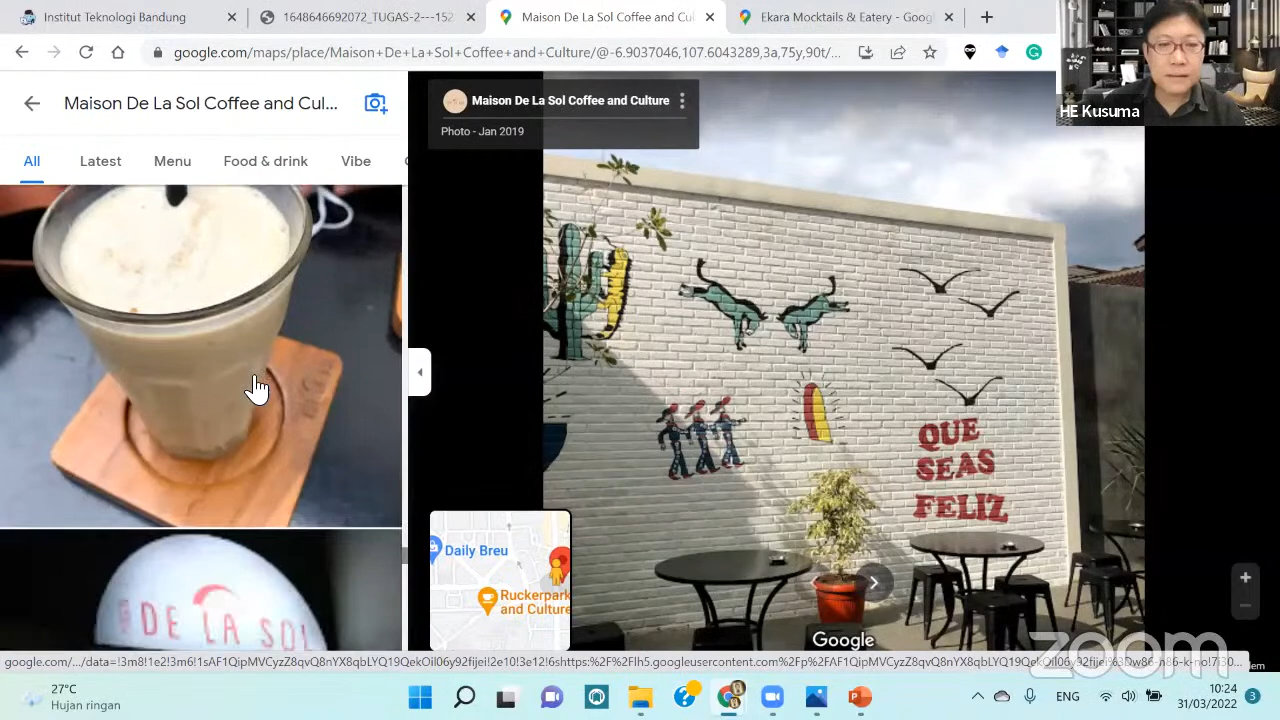 Institut Teknologi Bandung
1648646692072_TUGAS-2---152
Maison De La Sol Coffee and Cul
Ekara Mocktails & Eatery - Goog
google.com/maps/place/Maison+De+La+Sol+Coffee+and+Culture/@-6.9037046,107.6043289,3a,75y,90t/
HE Kusuma
Maison De La Sol Coffee and Cul...
Maison De La Sol Coffee and Culture
Photo - Jan 2019
All
Latest
Menu
Food & drink
Vibe
QUE
SEAS
FELIZ
Daily Breu
Ruckerpark
and Culture
DE LA SOL
Google
zoom
27°C
Hujan ringan
ENG
10:24
31/03/2022
3